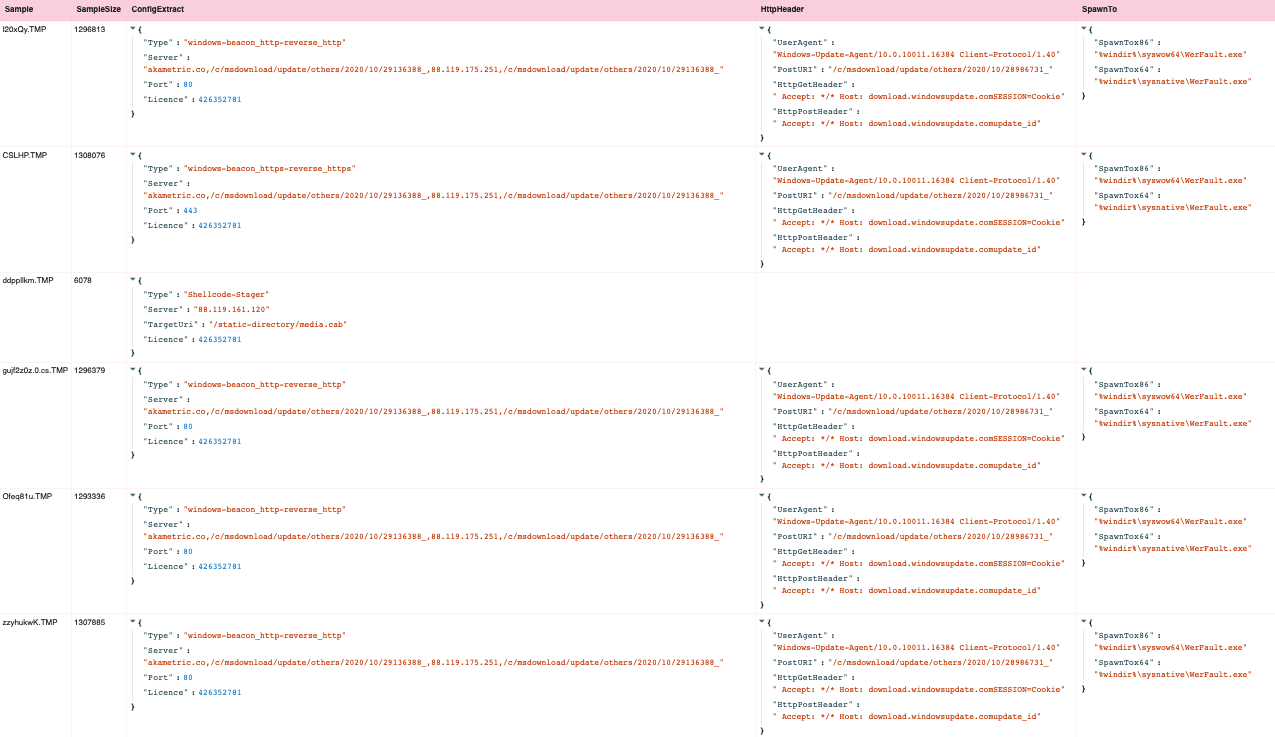 Sample SampleSize ConfigExtract HttpHeader SpawnTo
l20xQy.TMP 1296813 { { {
"Type" : "windows-beacon_http-reverse_http" "UserAgent" : "SpawnTox86" :
"Server" : "Windows-Update-Agent/10.0.10011.16384 Client-Protocol/1.40" "%windir%\syswow64\WerFault.exe"
"akametric.co,/c/msdownload/update/others/2020/10/29136388_,88.119.175.251,/c/msdownload/update/others/2020/10/29136388_" "PostURI" : "/c/msdownload/update/others/2020/10/28986731_" "SpawnTox64" :
"Port" : 80 "HttpGetHeader" : "%windir%\sysnative\WerFault.exe"
"Licence" : 426352781 " Accept: */* Host: download.windowsupdate.comSESSION=Cookie" }
} "HttpPostHeader" :
" Accept: */* Host: download.windowsupdate.comupdate_id"
}
CSLHP.TMP 1308076 { { {
"Type" : "windows-beacon_https-reverse_https" "UserAgent" : "SpawnTox86" :
"Server" : "Windows-Update-Agent/10.0.10011.16384 Client-Protocol/1.40" "%windir%\syswow64\WerFault.exe"
"akametric.co,/c/msdownload/update/others/2020/10/29136388_,88.119.175.251,/c/msdownload/update/others/2020/10/29136388_" "PostURI" : "/c/msdownload/update/others/2020/10/28986731_" "SpawnTox64" :
"Port" : 443 "HttpGetHeader" : "%windir%\sysnative\WerFault.exe"
"Licence" : 426352781 " Accept: */* Host: download.windowsupdate.comSESSION=Cookie" }
} "HttpPostHeader" :
" Accept: */* Host: download.windowsupdate.comupdate_id"
}
ddppllkm.TMP 6078 {
"Type" : "Shellcode-Stager"
"Server" : "88.119.161.120"
"TargetUri" : "/static-directory/media.cab"
"Licence" : 426352781
}
gujf2z0z.0.cs.TMP 1296379 { { {
"Type" : "windows-beacon_http-reverse_http" "UserAgent" : "SpawnTox86" :
"Server" : "Windows-Update-Agent/10.0.10011.16384 Client-Protocol/1.40" "%windir%\syswow64\WerFault.exe"
"akametric.co,/c/msdownload/update/others/2020/10/29136388_,88.119.175.251,/c/msdownload/update/others/2020/10/29136388_" "PostURI" : "/c/msdownload/update/others/2020/10/28986731_" "SpawnTox64" :
"Port" : 80 "HttpGetHeader" : "%windir%\sysnative\WerFault.exe"
"Licence" : 426352781 " Accept: */* Host: download.windowsupdate.comSESSION=Cookie" }
} "HttpPostHeader" :
" Accept: */* Host: download.windowsupdate.comupdate_id"
}
Ofeq81u.TMP 1293336 { { {
"Type" : "windows-beacon_http-reverse_http" "UserAgent" : "SpawnTox86" :
"Server" : "Windows-Update-Agent/10.0.10011.16384 Client-Protocol/1.40" "%windir%\syswow64\WerFault.exe"
"akametric.co,/c/msdownload/update/others/2020/10/29136388_,88.119.175.251,/c/msdownload/update/others/2020/10/29136388_" "PostURI" : "/c/msdownload/update/others/2020/10/28986731_" "SpawnTox64" :
"Port" : 80 "HttpGetHeader" : "%windir%\sysnative\WerFault.exe"
"Licence" : 426352781 " Accept: */* Host: download.windowsupdate.comSESSION=Cookie" }
} "HttpPostHeader" :
" Accept: */* Host: download.windowsupdate.comupdate_id"
}
zzyhukwK.TMP 1307885 { { {
"Type" : "windows-beacon_http-reverse_http" "UserAgent" : "SpawnTox86" :
"Server" : "Windows-Update-Agent/10.0.10011.16384 Client-Protocol/1.40" "%windir%\syswow64\WerFault.exe"
"akametric.co,/c/msdownload/update/others/2020/10/29136388_,88.119.175.251,/c/msdownload/update/others/2020/10/29136388_" "PostURI" : "/c/msdownload/update/others/2020/10/28986731_" "SpawnTox64" :
"Port" : 80 "HttpGetHeader" : "%windir%\sysnative\WerFault.exe"
"Licence" : 426352781 " Accept: */* Host: download.windowsupdate.comSESSION=Cookie" }
} "HttpPostHeader" :
" Accept: */* Host: download.windowsupdate.comupdate_id"
}